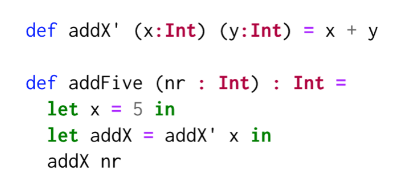 def addX' (x:Int) (y:Int) = x + y

def addFive (nr : Int) : Int =
  let x = 5 in
  let addX = addX' x in
  addX nr